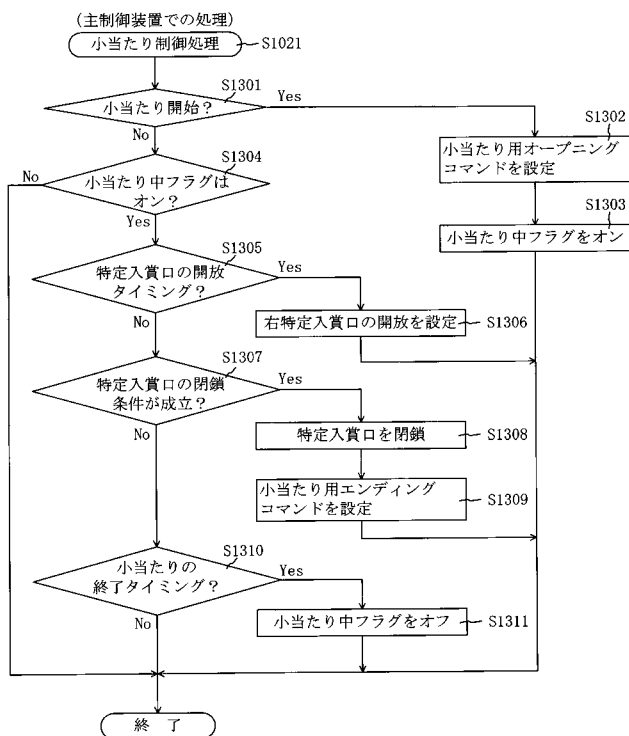 (主制御装置での処理)
小当たり制御処理
S1021
S1301
小当たり開始?
Yes
No
S1302
小当たり用オープニング
コマンドを設定
S1303
小当たり中フラグをオン
S1304
小当たり中フラグは
オン?
No
Yes
S1305
特定入賞口の開放
タイミング?
Yes
No
右特定入賞口の開放を設定
S1306
S1307
特定入賞口の閉鎖
条件が成立?
Yes
No
特定入賞口を閉鎖
S1308
小当たり用エンディング
コマンドを設定
S1309
S1310
小当たりの
終了タイミング?
Yes
No
小当たり中フラグをオフ
S1311
終 了